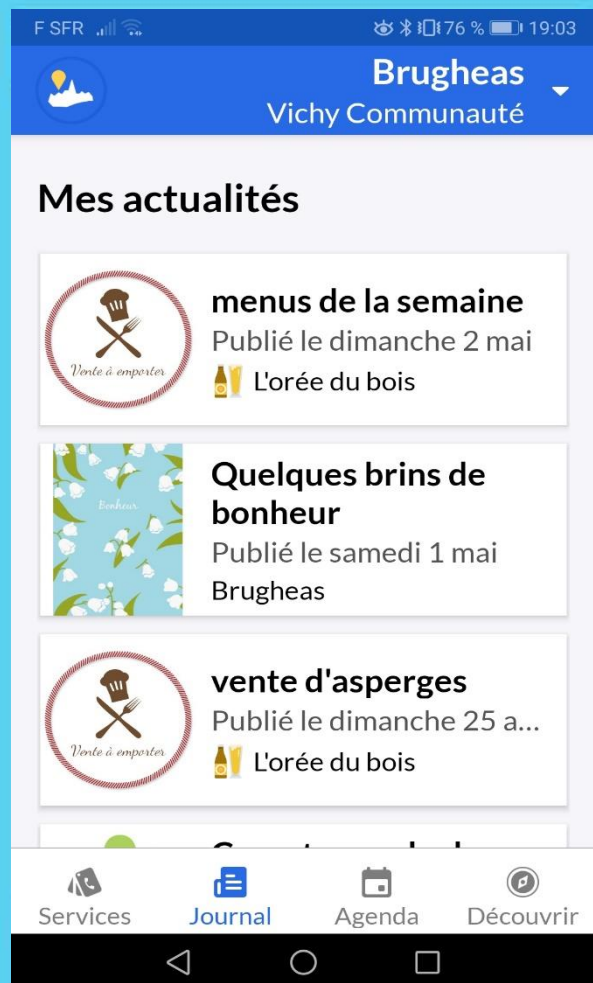 F SFR 76 % 19:03
Brugheas
Vichy Communauté
Mes actualités
Vente à emporter
menus de la semaine
Publié le dimanche 2 mai
L'orée du bois
Bonheur
Quelques brins de
bonheur
Publié le samedi 1 mai
Brugheas
Vente à emporter
vente d'asperges
Publié le dimanche 25 a...
L'orée du bois
Services Journal Agenda Découvrir